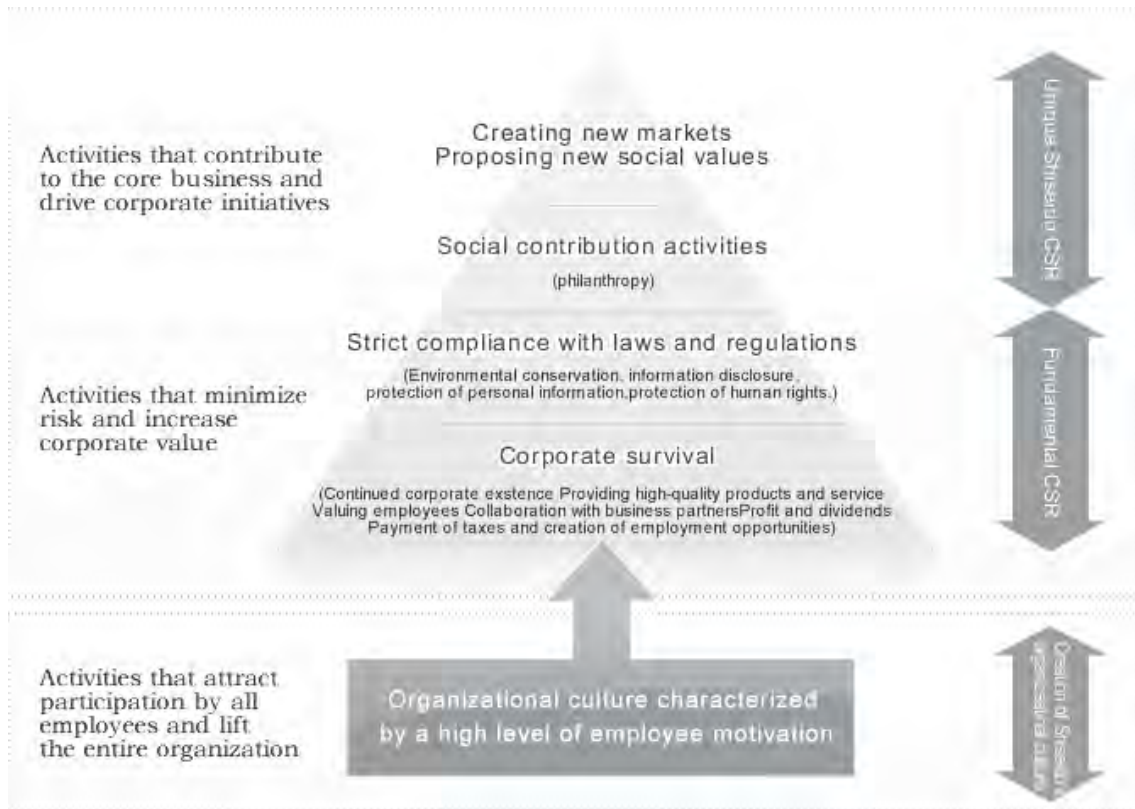 Activities that contribute
to the core business and
drive corporate initiatives
Creating new markets
Proposing new social values
Social contribution activities
(philanthropy)
Unique Shiseido CSR
Activities that minimize
risk and increase
corporate value
Strict compliance with laws and regulations
(Environmental conservation, information disclosure,
protection of personal information,protection of human rights.)
Corporate survival
(Continued corporate exstence Providing high-quality products and service
Valuing employees Collaboration with business partnersProfit and dividends
Payment of taxes and creation of employment opportunities)
Fundamental CSR
Activities that attract
participation by all
employees and lift
the entire organization
Organizational culture characterized
by a high level of employee motivation
of